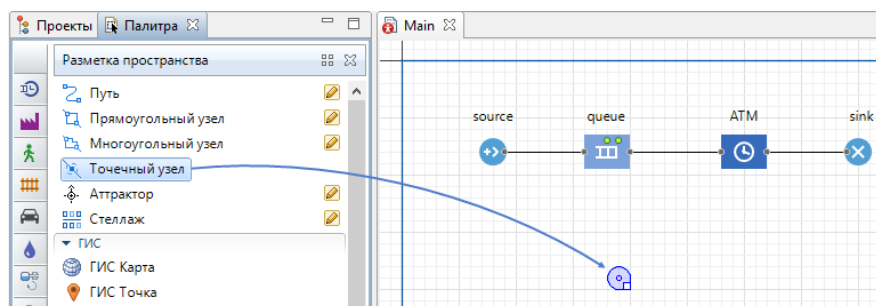 Проекты Палитра
Main
Разметка пространства
Путь
Прямоугольный узел
Многоугольный узел
Точечный узел
Аттрактор
Стеллаж
ГИС
ГИС Карта
ГИС Точка
source queue ATM sink